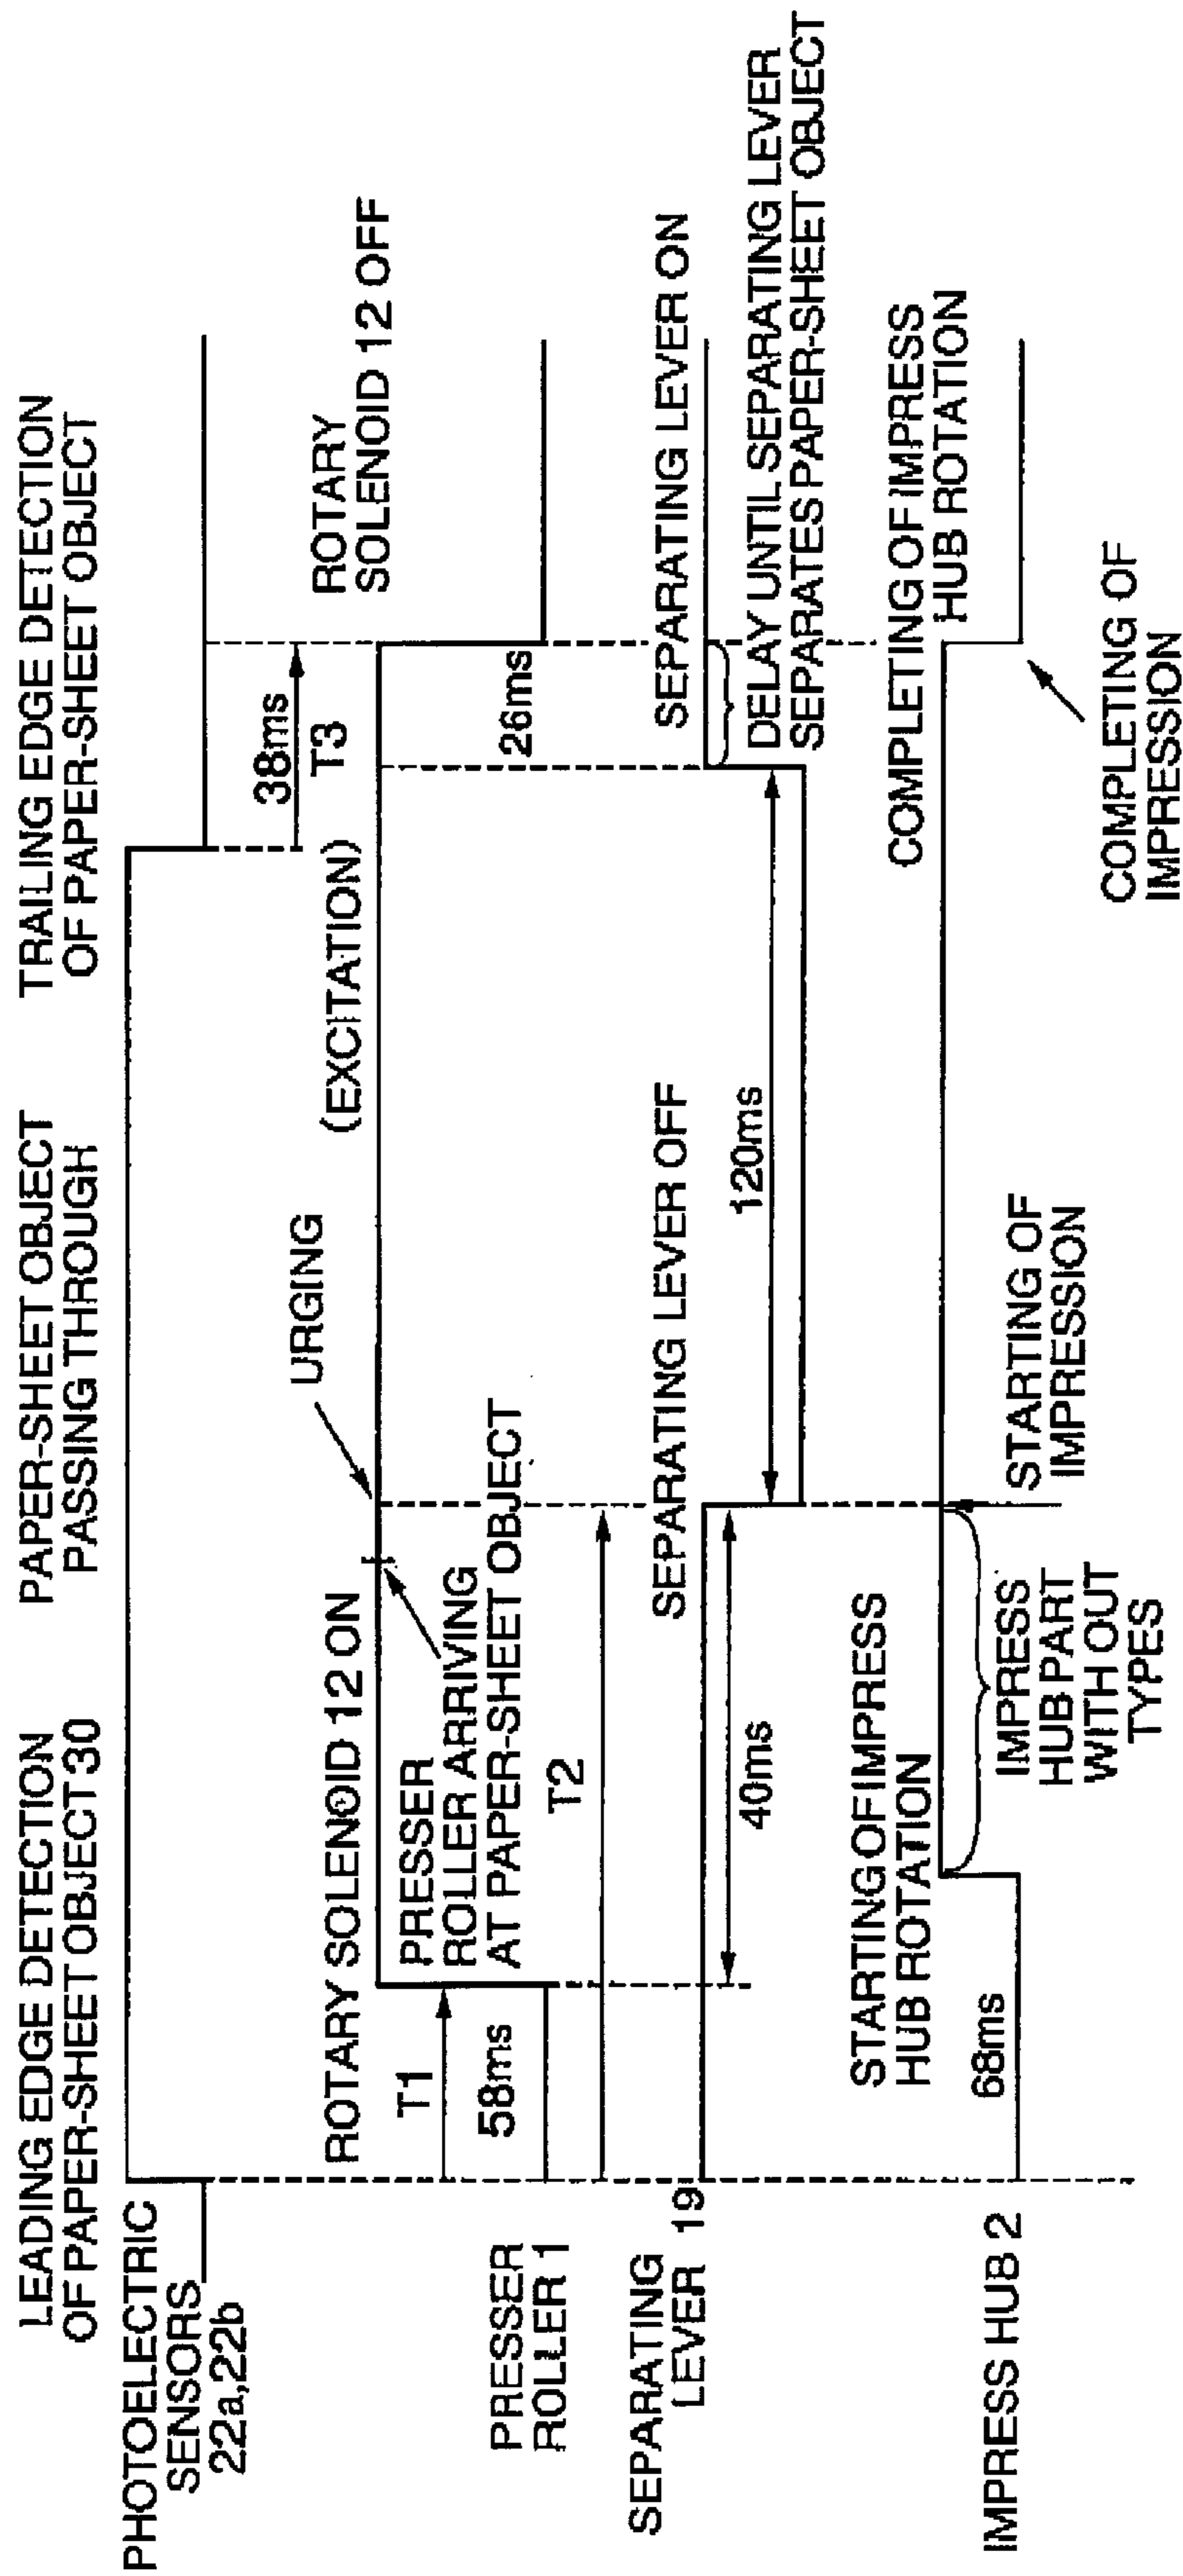 LEADING EDGE DETECTION
OF PAPER-SHEET OBJECT 30
PAPER-SHEET OBJECT
PASSING THROUGH
TRAILING EDGE DETECTION
OF PAPER-SHEET OBJECT
PHOTOELECTRIC
SENSORS
22a,22b
38ms
T3
URGING
(EXCITATION)
ROTARY
SOLENOID 12 OFF
ROTARY SOLENOID 12 ON
T1
PRESSER
ROLLER ARRIVING
AT PAPER-SHEET OBJECT
58ms
26ms
PRESSER
ROLLER 1
T2
SEPARATING
LEVER 19
SEPARATING LEVER OFF
SEPARATING LEVER ON
40ms
120ms
DELAY UNTIL SEPARATING LEVER
SEPARATES PAPER-SHEET OBJECT
STARTING OF IMPRESS
HUB ROTATION
COMPLETING OF IMPRESS
HUB ROTATION
IMPRESS HUB 2
68ms
IMPRESS
HUB PART
WITH OUT
TYPES
STARTING OF
IMPRESSION
COMPLETING OF
IMPRESSION